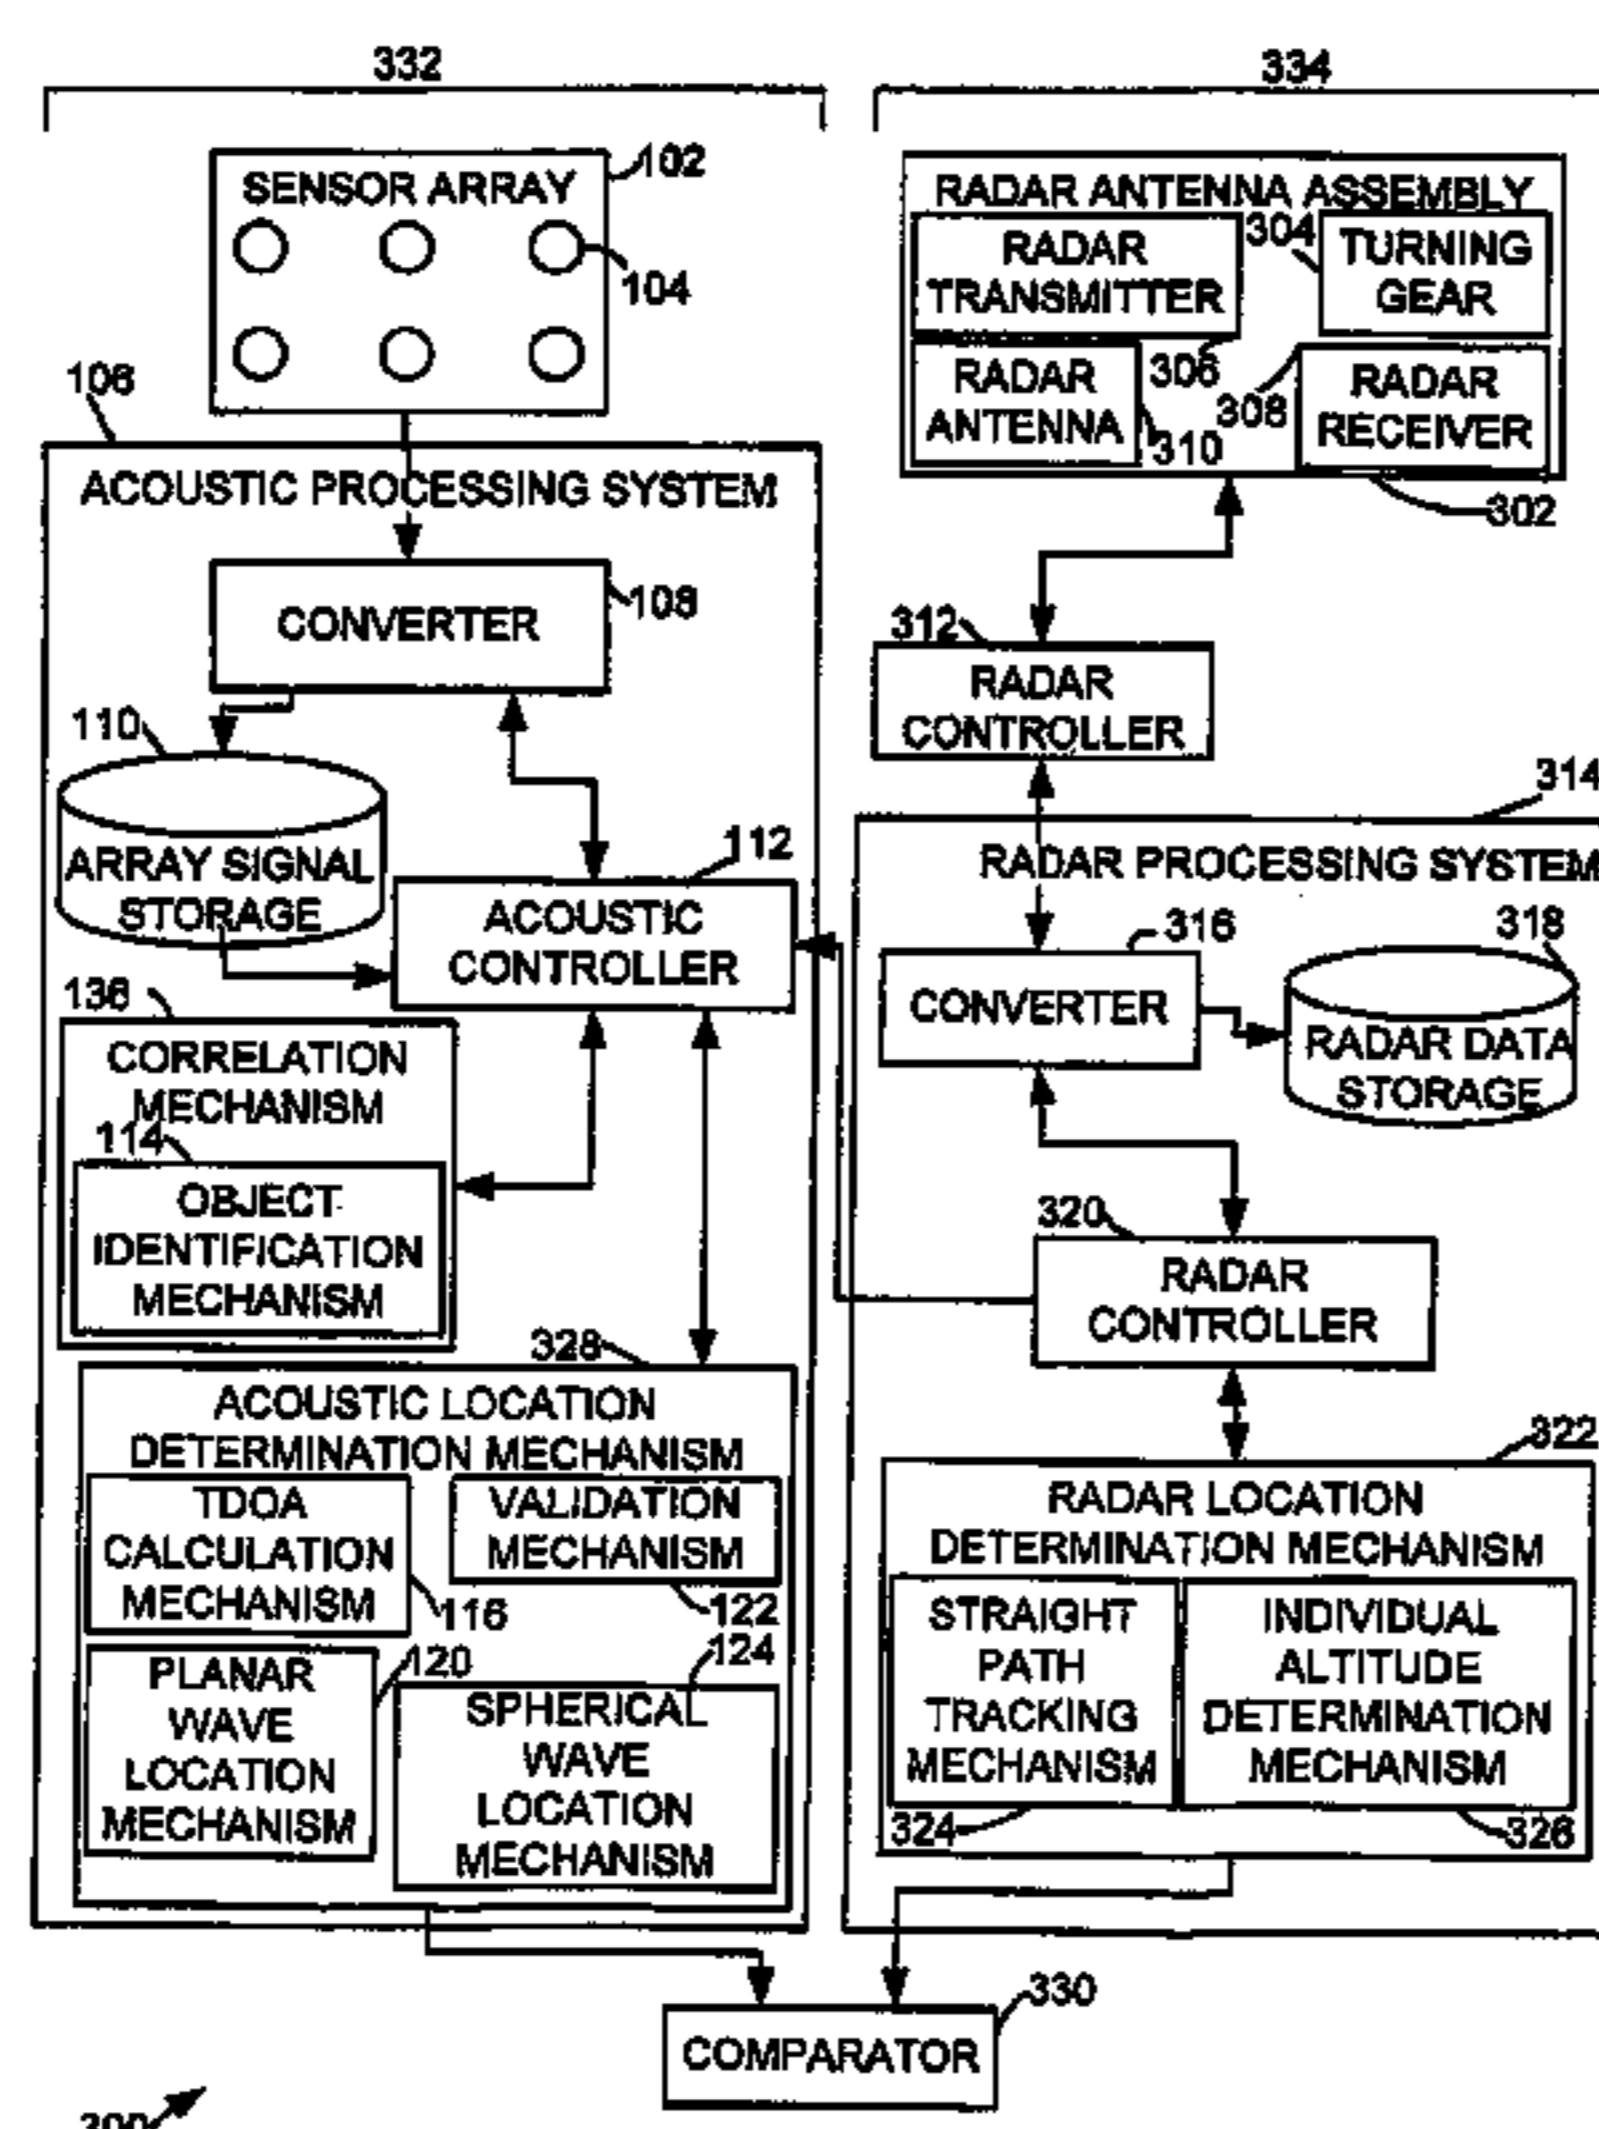 332
SENSOR ARRAY
102
104
106
ACOUSTIC PROCESSING SYSTEM
CONVERTER
108
110
ARRAY SIGNAL
STORAGE
112
ACOUSTIC
CONTROLLER
136
CORRELATION
MECHANISM
114
OBJECT
IDENTIFICATION
MECHANISM
328
ACOUSTIC LOCATION
DETERMINATION MECHANISM
TDOA
CALCULATION
MECHANISM
116
VALIDATION
MECHANISM
122
PLANAR
WAVE
LOCATION
MECHANISM
120
124
SPHERICAL
WAVE
LOCATION
MECHANISM
334
RADAR ANTENNA ASSEMBLY
RADAR
TRANSMITTER
304
TURNING
GEAR
306
RADAR
ANTENNA
310
308
RADAR
RECEIVER
302
312
RADAR
CONTROLLER
314
RADAR PROCESSING SYSTEM
316
CONVERTER
318
RADAR DATA
STORAGE
320
RADAR
CONTROLLER
322
RADAR LOCATION
DETERMINATION MECHANISM
STRAIGHT
PATH
TRACKING
MECHANISM
324
INDIVIDUAL
ALTITUDE
DETERMINATION
MECHANISM
326
330
COMPARATOR
300